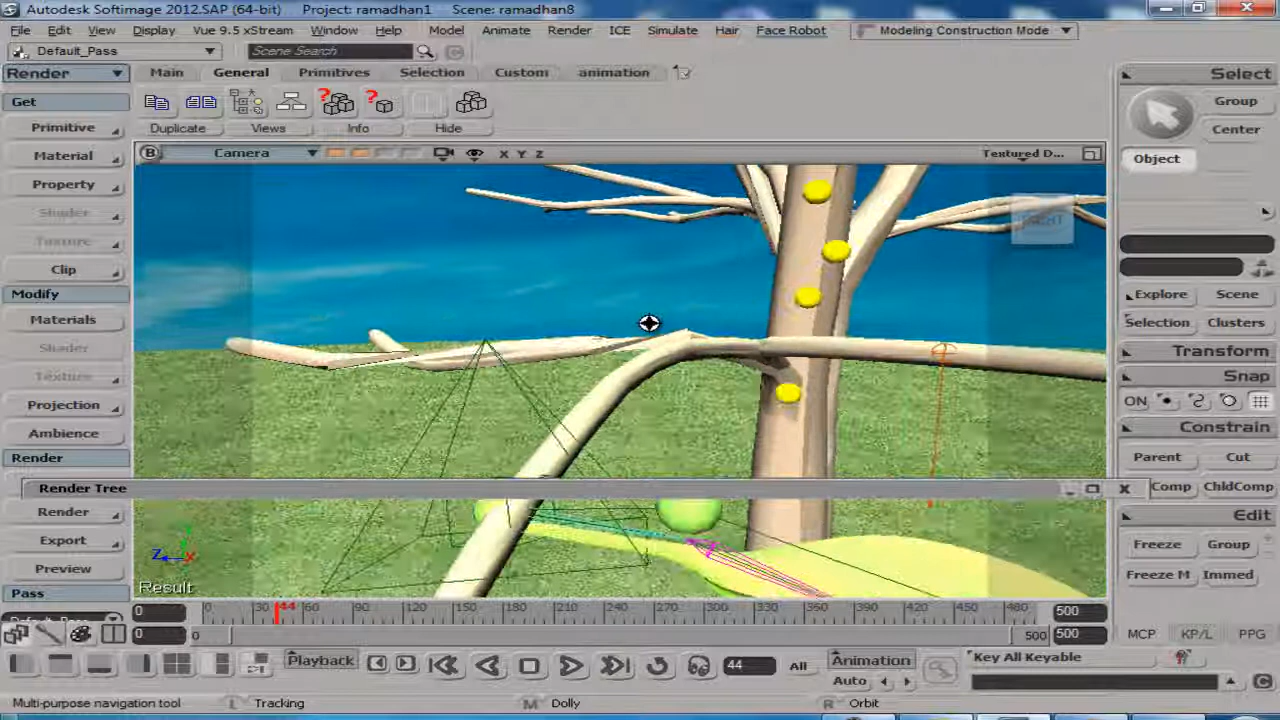 Autodesk Softimage 2012.SAP (64-bit) Project: ramadhan1 Scene: ramadhan8
File Edit View Display Vue 9.5 xStream Window Help Model Animate Render ICE Simulate Hair Face Robot Modeling Construction Mode
Default_Pass Scene Search
Render Main General Primitives Selection Custom animation Select
Get Group
Primitive Duplicate Views Info Hide Center
Material B Camera X Y Z Textured D... Object
Property
Shader
Texture
Clip
Modify Explore Scene
Materials Selection Clusters
Shader Transform
Texture Snap
Projection ON
Ambience Constrain
Render Parent Cut
Render Tree Comp ChldComp
Render Edit
Export Freeze Group
Preview Z Y X Result Freeze M Immed
Pass
Default_Pass 0 0 30 44 60 90 120 150 180 210 240 270 300 330 360 390 420 450 480 500
0 0 500 500 MCP KP/L PPG
Playback 44 All Animation Key All Keyable
Auto
Multi-purpose navigation tool L Tracking M Dolly R Orbit